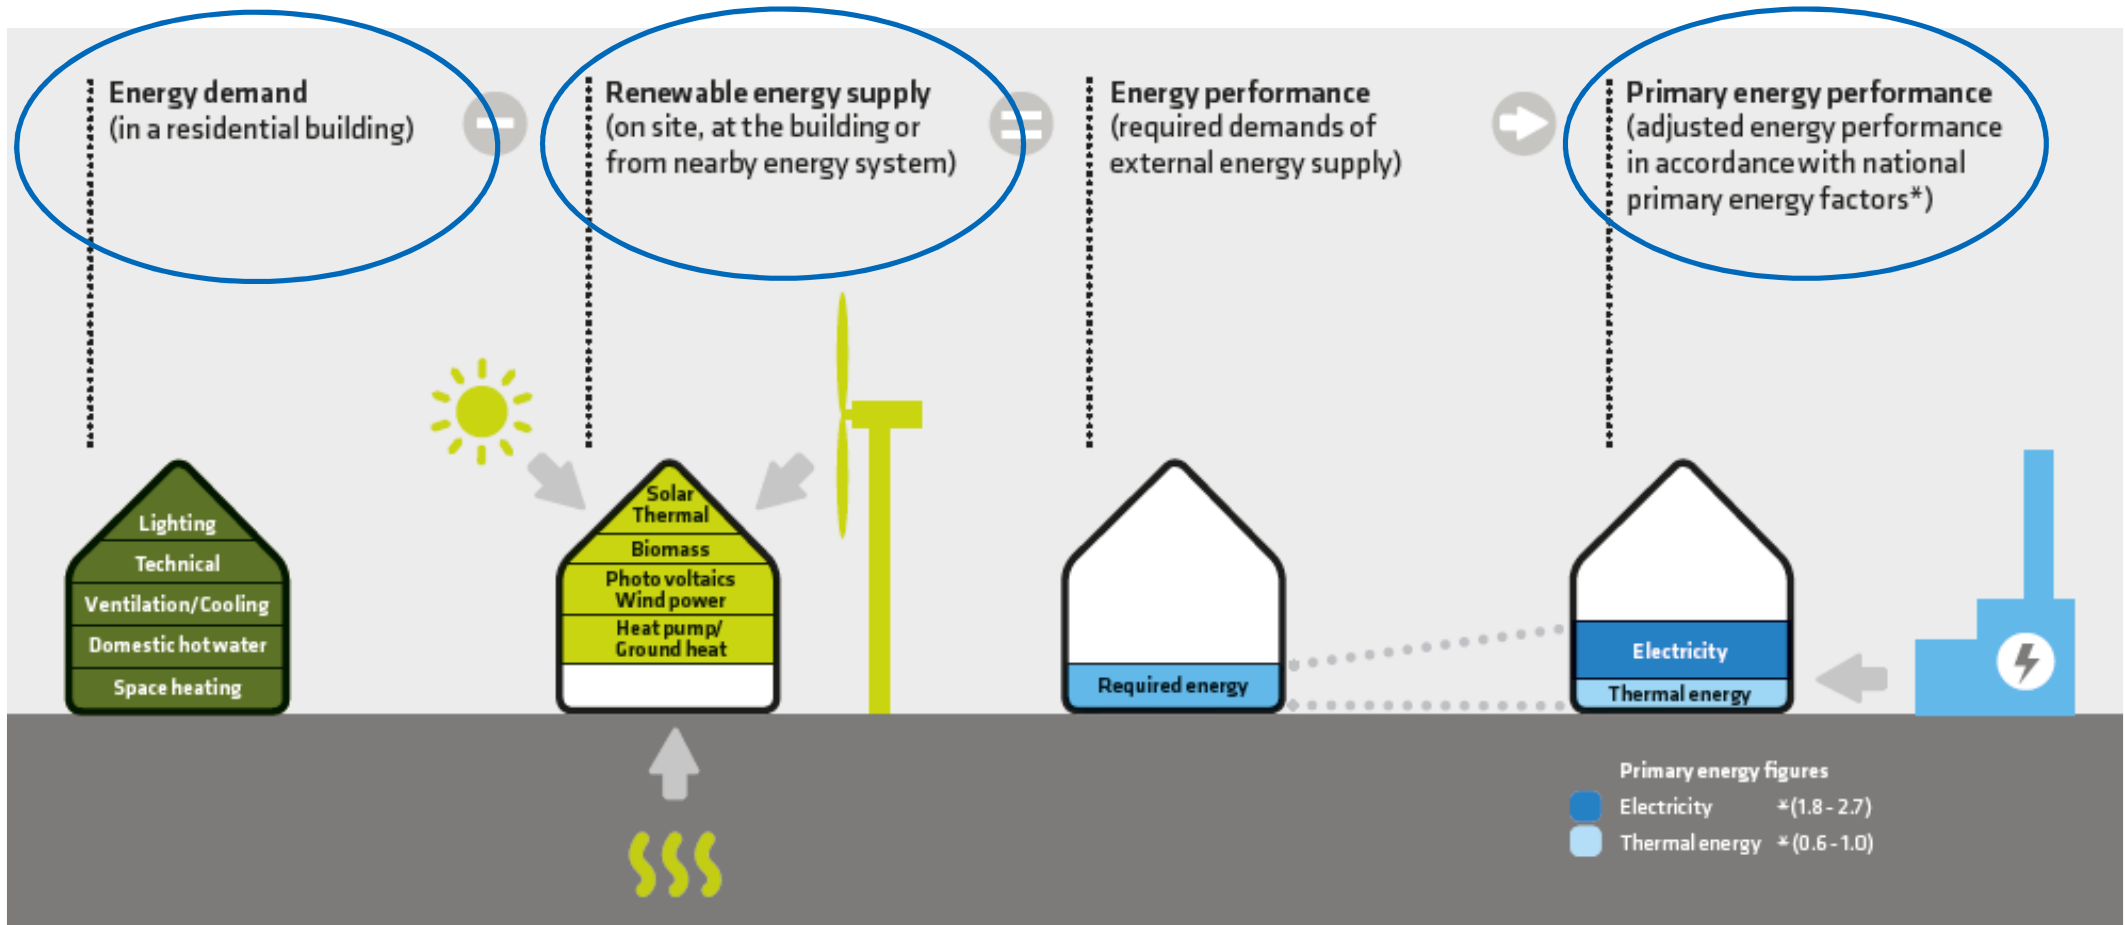 Energy demand
(in a residential building)
Renewable energy supply
(on site, at the building or
from nearby energy system)
Energy performance
(required demands of
external energy supply)
Primary energy performance
(adjusted energy performance
in accordance with national
primary energy factors*)
Lighting
Technical
Ventilation/Cooling
Domestic hot water
Space heating
Solar
Thermal
Biomass
Photo voltaics
Wind power
Heat pump/
Ground heat
Required energy
Electricity
Thermal energy
Primary energy figures
Electricity *(1.8 - 2.7)
Thermal energy *(0.6 - 1.0)